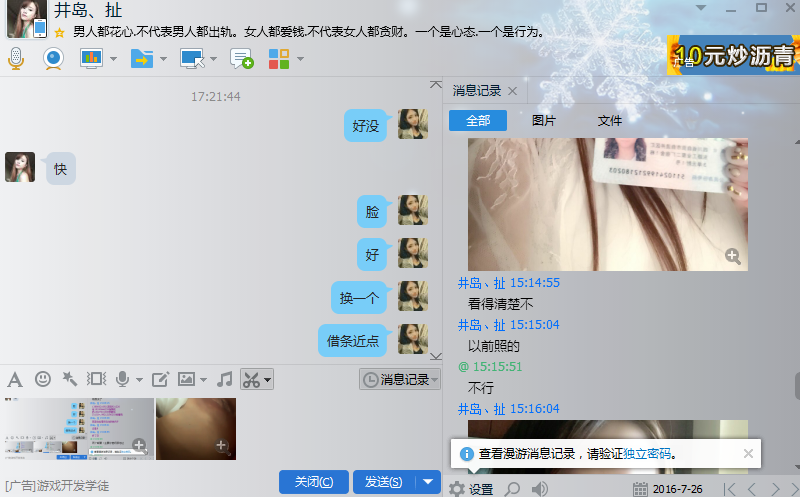 井岛、扯
男人都花心.不代表男人都出轨。女人都爱钱.不代表女人都贪财。一个是心态.一个是行为。
10元炒沥青
广告
17:21:44
好没
快
脸
好
换一个
借条近点
消息记录
[广告]游戏开发学徒
关闭(C)
发送(S)
消息记录
全部
图片
文件
井岛、扯 15:14:55
看得清楚不
井岛、扯 15:15:04
以前照的
@ 15:15:51
不行
井岛、扯 15:16:04
查看漫游消息记录，请验证独立密码。
设置
2016-7-26